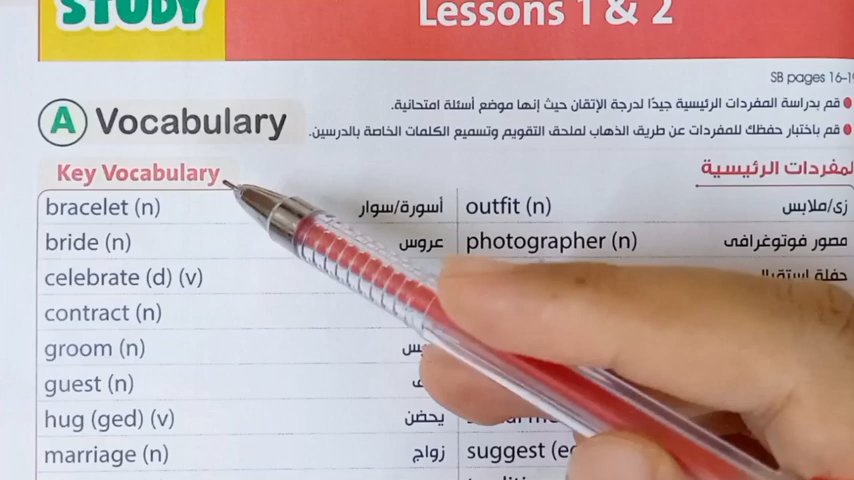 STUDY
Lessons 1 & 2
SB pages 16-1
قم بدراسة المفردات الرئيسية جيدًا لدرجة الإتقان حيث إنها موضع أسئلة امتحانية.
A Vocabulary
قم باختبار حفظك للمفردات عن طريق الذهاب لملحق التقويم وتسميع الكلمات الخاصة بالدرسين.
Key Vocabulary
المفردات الرئيسية
bracelet (n) أسورة/سوار outfit (n) زى/ملابس
bride (n) عروس photographer (n) مصور فوتوغرافى
celebrate (d) (v) حفلة
contract (n)
groom (n)
guest (n)
hug (ged) (v) يحضن
marriage (n) زواج suggest